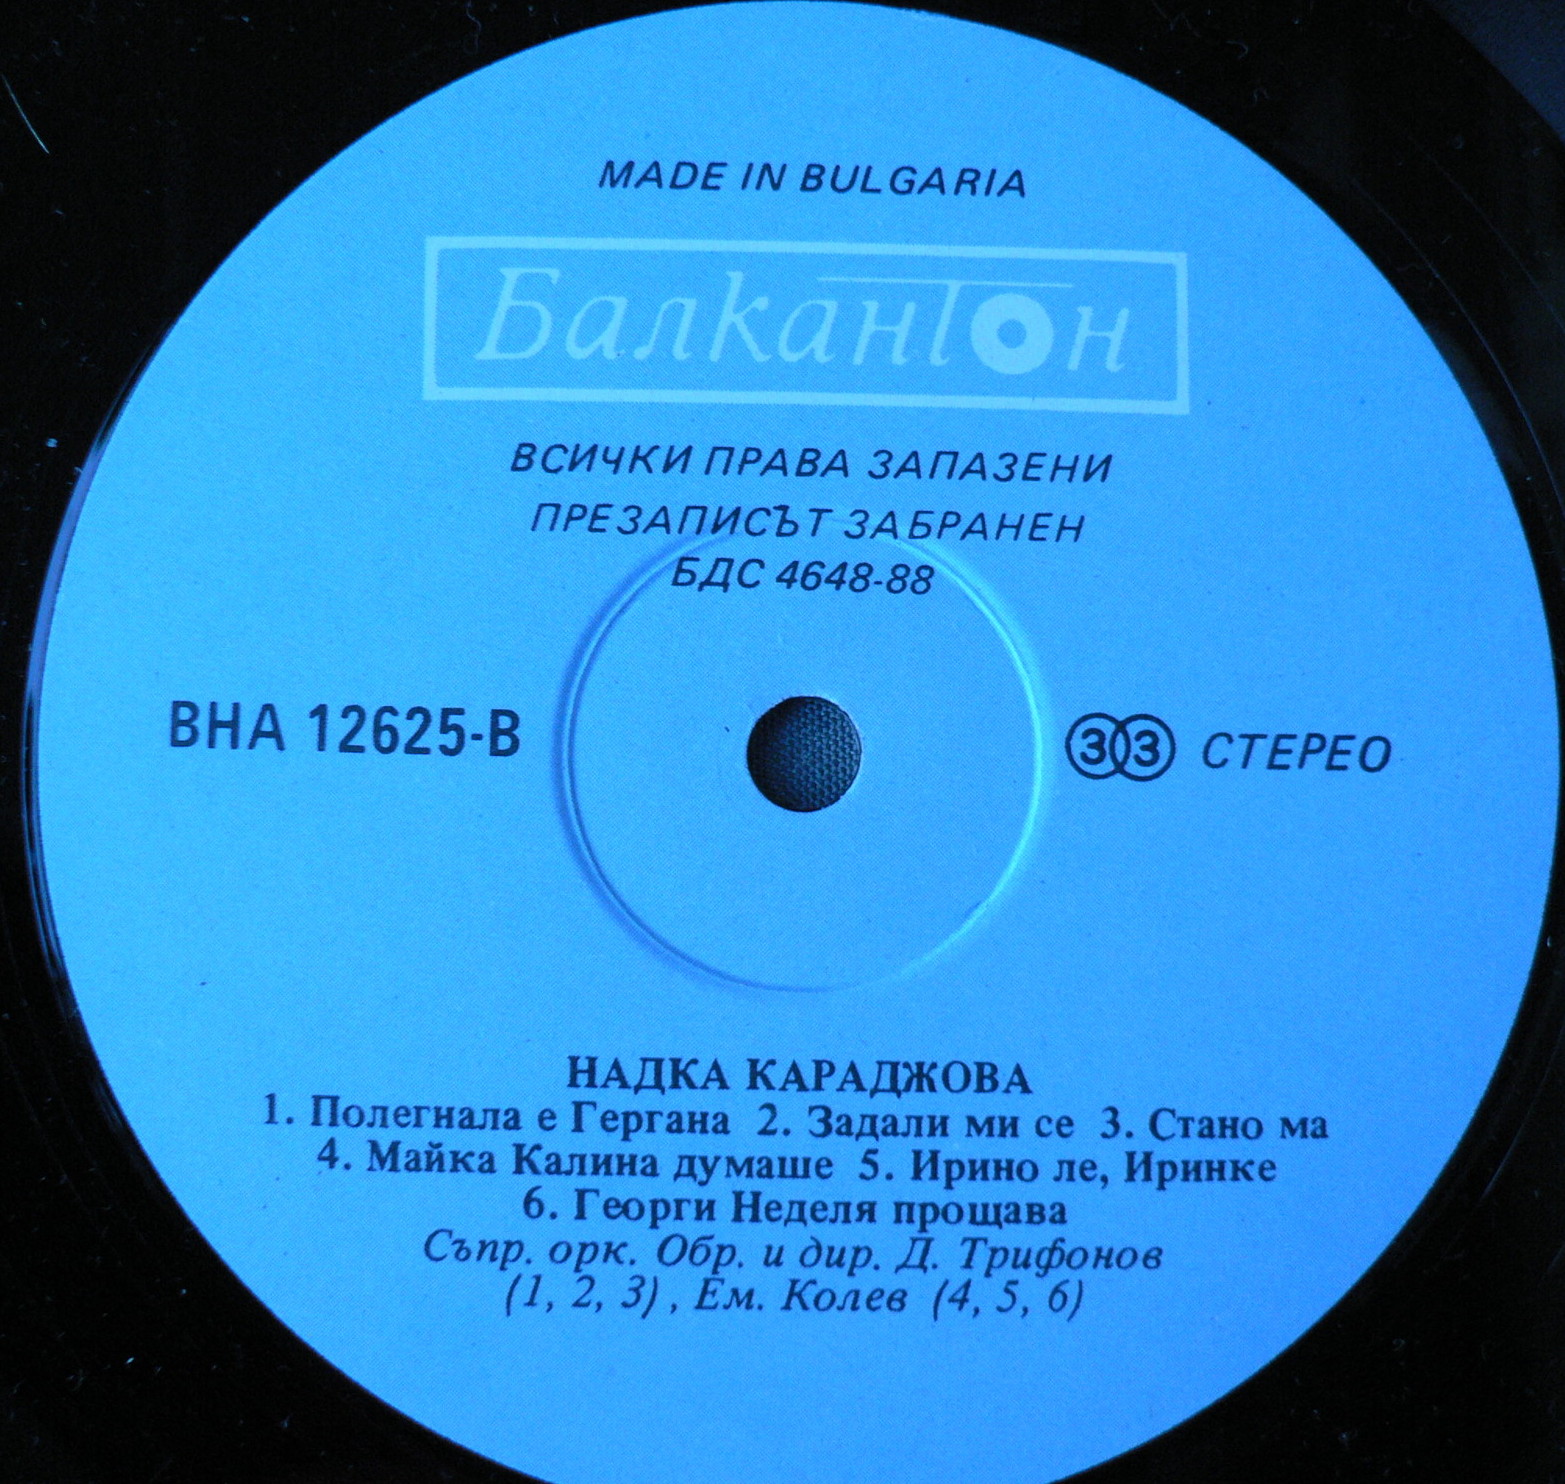 MADE IN BULGARIA
Балкантон
ВСИЧКИ ПРАВА ЗАПАЗЕНИ
ПРЕЗАПИСЪТ ЗАБРАНЕН
БДС 4648-88
ВНА 12625-В
33 СТЕРЕО
НАДКА КАРАДЖОВА
1. Полегнала е Гергана 2. Задали ми се 3. Стано ма
4. Майка Калина думаше 5. Ирино ле, Иринке
6. Георги Неделя прощава
Съпр. орк. Обр. и дир. Д. Трифонов
(1, 2, 3), Ем. Колев (4, 5, 6)